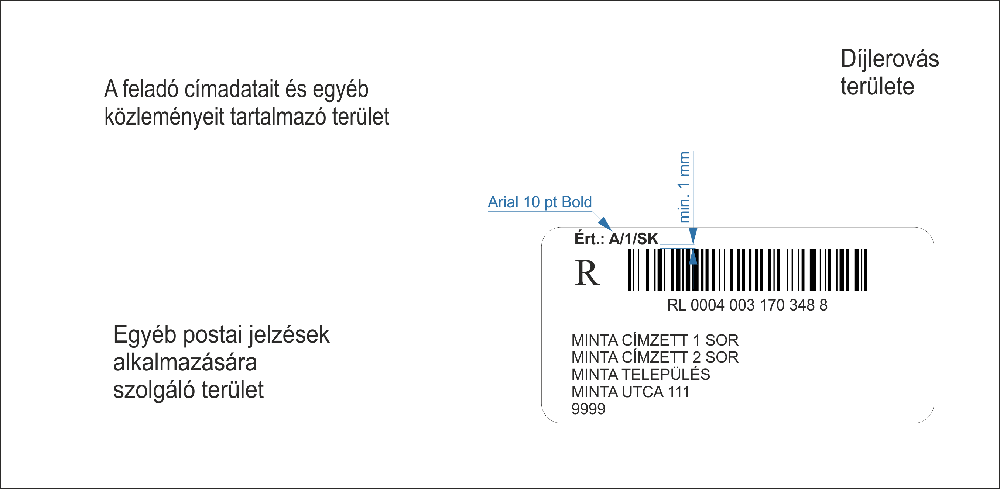 A feladó címadatait és egyéb
közleményeit tartalmazó terület
Díjlerovás
területe
min. 1 mm
Arial 10 pt Bold
Ért.: A/1/SK
R
RL 0004 003 170 348 8
MINTA CÍMZETT 1 SOR
MINTA CÍMZETT 2 SOR
MINTA TELEPÜLÉS
MINTA UTCA 111
9999
Egyéb postai jelzések
alkalmazására
szolgáló terület